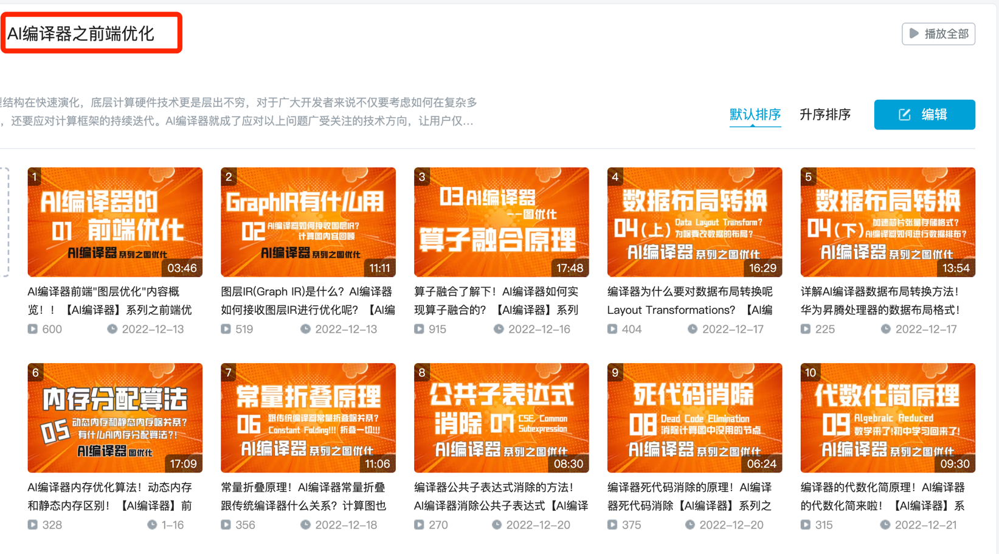 AI编译器之前端优化
播放全部
结构在快速演化，底层计算硬件技术更是层出不穷，对于广大开发者来说不仅要考虑如何在复杂多
，还要应对计算框架的持续迭代。AI编译器就成了应对以上问题广受关注的技术方向，让用户仅...
默认排序
升序排序
编辑
1
AI编译器的
01 前端优化
AI编译器 系列之图优化
03:46
AI编译器前端"图层优化"内容概
览！！【AI编译器】系列之前端优
600
2022-12-13
2
GraphIR有什么用
02 AI编译器如何接收图层IR?
计算图内容回顾
AI编译器 系列之图优化
11:11
图层IR(Graph IR)是什么？AI编译器
如何接收图层IR进行优化呢？【AI编
519
2022-12-13
3
03 AI编译器
--图优化
算子融合原理
17:48
算子融合了解下！AI编译器如何实
现算子融合的？【AI编译器】系列
915
2022-12-16
4
数据布局转换
04(上) Data Layout Transform?
为啥要改数据的布局?
AI编译器 系列之图优化
16:29
编译器为什么要对数据布局转换呢
Layout Transformations？【AI编
404
2022-12-17
5
数据布局转换
04(下) 加速芯片张量存储格式?
AI编译器如何进行数据排布?
AI编译器 系列之图优化
13:54
详解AI编译器数据布局转换方法！
华为昇腾处理器的数据布局格式！
225
2022-12-17
6
内存分配算法
05 动态内存和静态内存啥关系?
有什么AI内存分配算法?!
AI编译器 图优化
17:09
AI编译器内存优化算法！动态内存
和静态内存区别！【AI编译器】前
328
1-16
7
常量折叠原理
06 跟传统编译器常量折叠啥关系?
Constant Folding!!! 折叠一切!!!
AI编译器 系列之图优化
11:06
常量折叠原理！AI编译器常量折叠
跟传统编译器什么关系？计算图也
356
2022-12-18
8
公共子表达式
消除 07 CSE, Common
Subexpression
AI编译器 系列之图优化
08:30
编译器公共子表达式消除的方法！
AI编译器消除公共子表达式【AI编译
270
2022-12-20
9
死代码消除
08 Dead Code Elimination
消除计算图中没用的节点
AI编译器 系列之图优化
06:24
编译器死代码消除的原理！AI编译
器死代码消除【AI编译器】系列之
375
2022-12-20
10
代数化简原理
09 Algebraic Reduced
数学来了!初中学习回来了!
AI编译器 系列之图优化
09:30
编译器的代数化简原理！AI编译器
的代数化简来啦！【AI编译器】系
315
2022-12-21